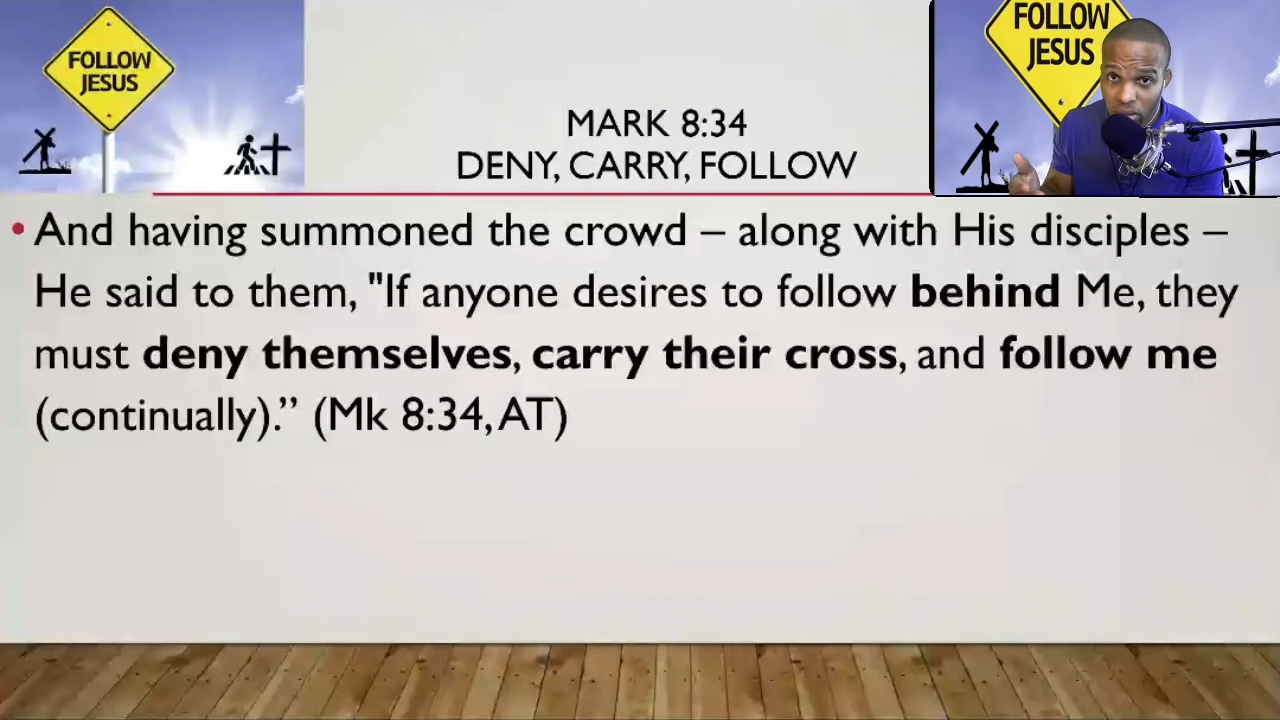 FOLLOW
JESUS
FOLLOW
JESUS
MARK 8:34
DENY, CARRY, FOLLOW
• And having summoned the crowd – along with His disciples –
He said to them, "If anyone desires to follow behind Me, they
must deny themselves, carry their cross, and follow me
(continually).” (Mk 8:34, AT)